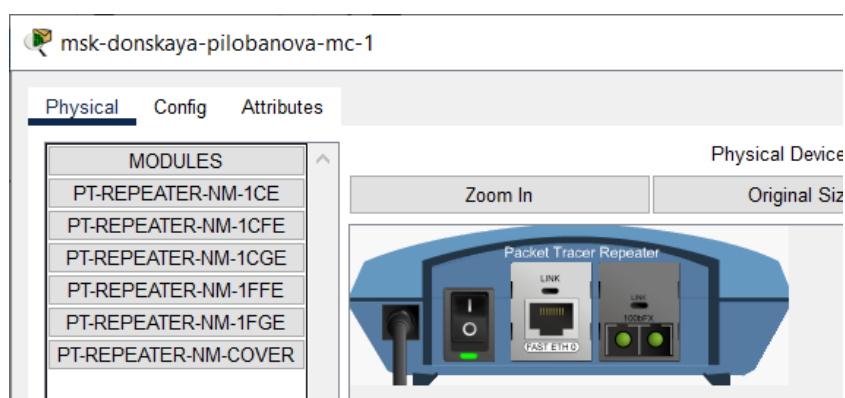 msk-donskaya-pilobanova-mc-1
Physical Config Attributes
MODULES
PT-REPEATER-NM-1CE
PT-REPEATER-NM-1CFE
PT-REPEATER-NM-1CGE
PT-REPEATER-NM-1FFE
PT-REPEATER-NM-1FGE
PT-REPEATER-NM-COVER
Physical Device
Zoom In Original Siz
Packet Tracer Repeater
LINK
LINK
100bFX
FAST ETH 0